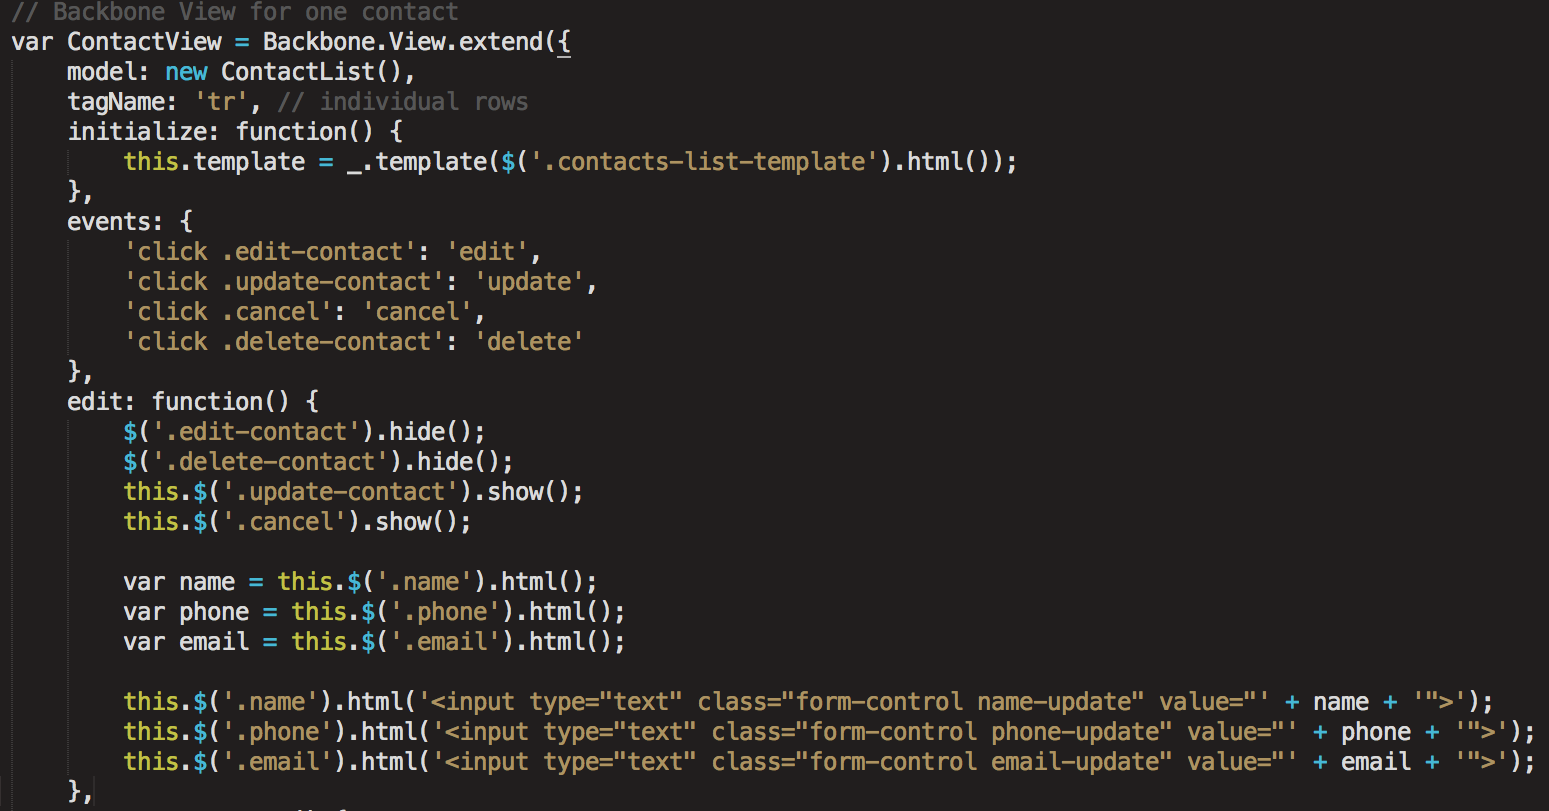 // Backbone View for one contact
var ContactView = Backbone.View.extend({
    model: new ContactList(),
    tagName: 'tr', // individual rows
    initialize: function() {
        this.template = _.template($('.contacts-list-template').html());
    },
    events: {
        'click .edit-contact': 'edit',
        'click .update-contact': 'update',
        'click .cancel': 'cancel',
        'click .delete-contact': 'delete'
    },
    edit: function() {
        $('.edit-contact').hide();
        $('.delete-contact').hide();
        this.$('.update-contact').show();
        this.$('.cancel').show();

        var name = this.$('.name').html();
        var phone = this.$('.phone').html();
        var email = this.$('.email').html();

        this.$('.name').html('<input type="text" class="form-control name-update" value="' + name + '">');
        this.$('.phone').html('<input type="text" class="form-control phone-update" value="' + phone + '">');
        this.$('.email').html('<input type="text" class="form-control email-update" value="' + email + '">');
    },